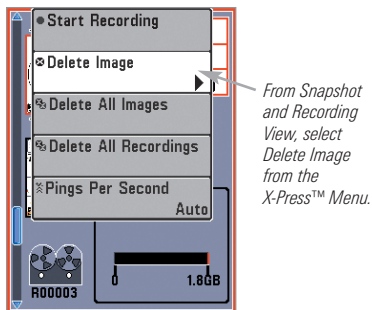 Start Recording
Delete Image
Delete All Images
Delete All Recordings
Pings Per Second
Auto
R00003
0
1.8GB
From Snapshot
and Recording
View, select
Delete Image
from the
X-Press™ Menu.